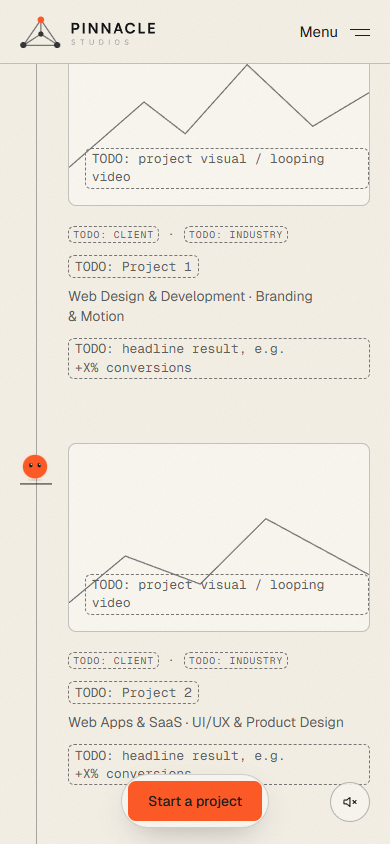 PINNACLE
STUDIOS
Menu
TODO: project visual / looping
video
TODO: CLIENT · TODO: INDUSTRY
TODO: Project 1
Web Design & Development · Branding
& Motion
TODO: headline result, e.g.
+X% conversions
TODO: project visual / looping
video
TODO: CLIENT · TODO: INDUSTRY
TODO: Project 2
Web Apps & SaaS · UI/UX & Product Design
TODO: headline result, e.g.
+X% conversions
Start a project